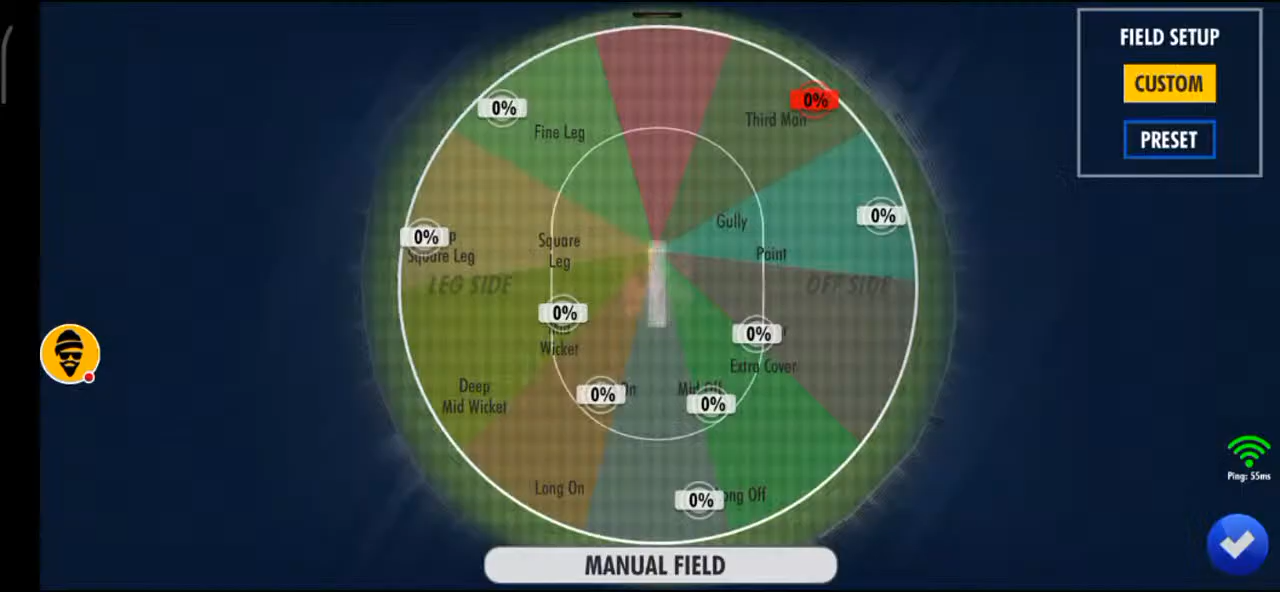 FIELD SETUP
CUSTOM
PRESET
0%
Fine Leg
0%
Third Man
0%
Gully
Point
0%
Square Leg
Square
Leg
LEG SIDE
OFF SIDE
0%
Wicket
0%
Extra Cover
Deep
Mid Wicket
0%
On
Mid Off
0%
Long On
0%
Long Off
Ping: 55ms
MANUAL FIELD